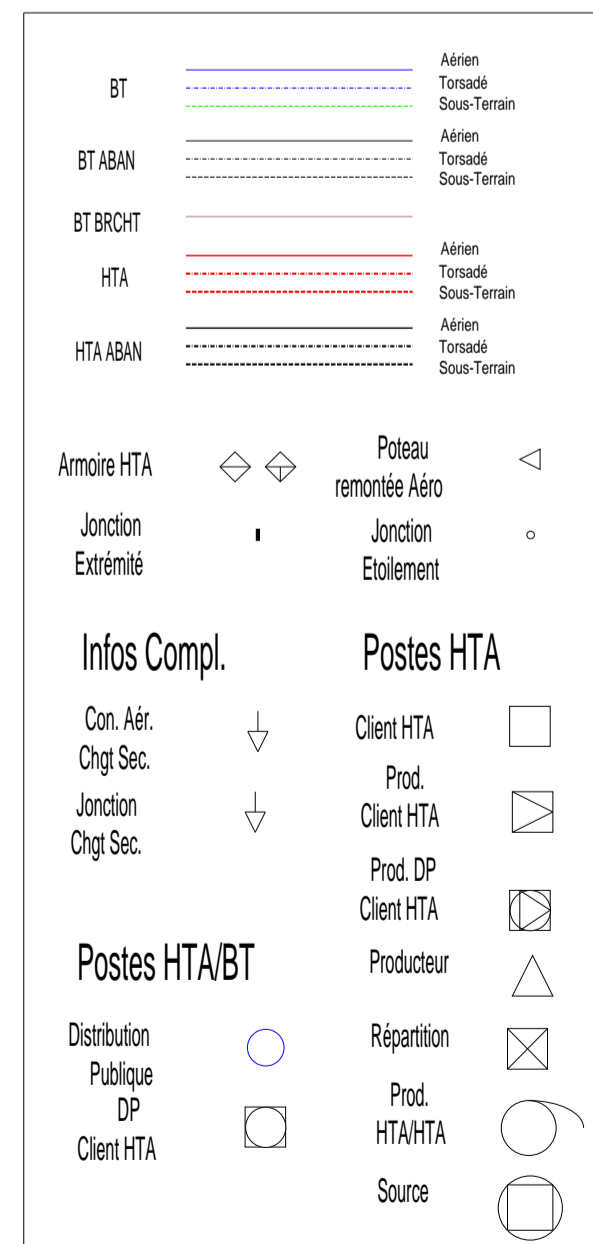 BT
Aérien
Torsadé
Sous-Terrain
BT ABAN
Aérien
Torsadé
Sous-Terrain
BT BRCHT
HTA
Aérien
Torsadé
Sous-Terrain
HTA ABAN
Aérien
Torsadé
Sous-Terrain
Armoire HTA
Poteau
remontée Aéro
Jonction
Extrémité
Jonction
Etoilement
Infos Compl.
Con. Aér.
Chgt Sec.
Jonction
Chgt Sec.
Postes HTA
Client HTA
Prod.
Client HTA
Prod. DP
Client HTA
Producteur
Répartition
Prod.
HTA/HTA
Source
Postes HTA/BT
Distribution
Publique
DP
Client HTA